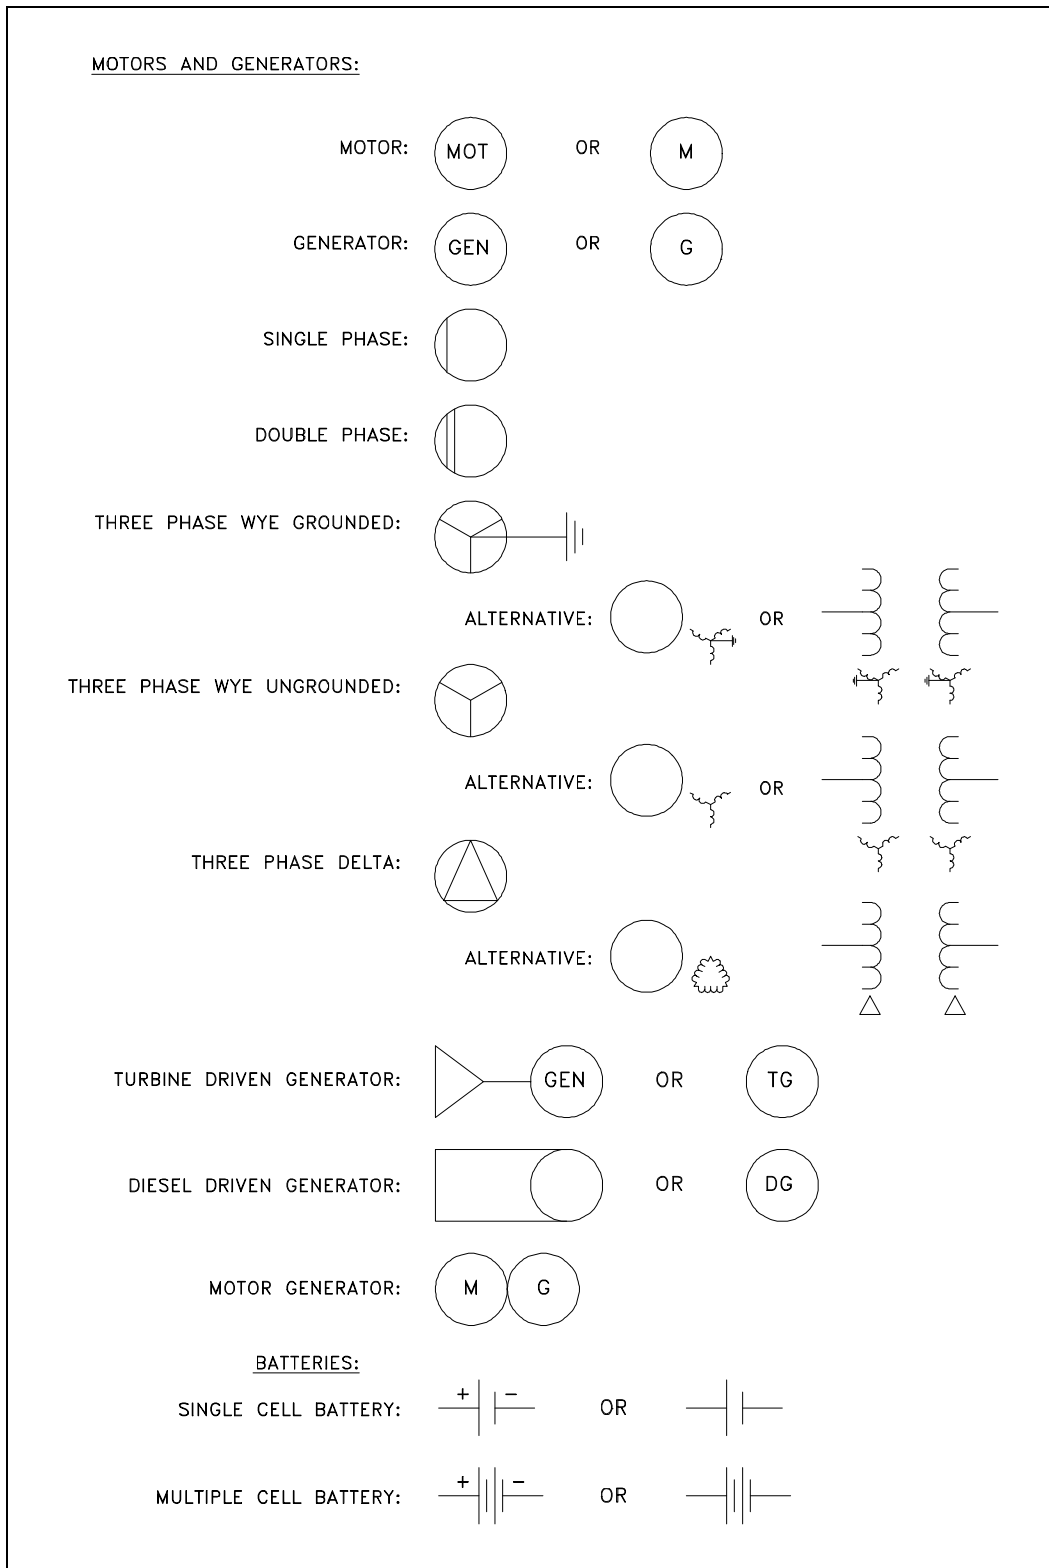 MOTORS AND GENERATORS:
MOTOR: MOT OR M
GENERATOR: GEN OR G
SINGLE PHASE:
DOUBLE PHASE:
THREE PHASE WYE GROUNDED:
ALTERNATIVE: OR
THREE PHASE WYE UNGROUNDED:
ALTERNATIVE: OR
THREE PHASE DELTA:
ALTERNATIVE:
TURBINE DRIVEN GENERATOR: GEN OR TG
DIESEL DRIVEN GENERATOR: OR DG
MOTOR GENERATOR: M G
BATTERIES:
SINGLE CELL BATTERY: + − OR
MULTIPLE CELL BATTERY: + − OR